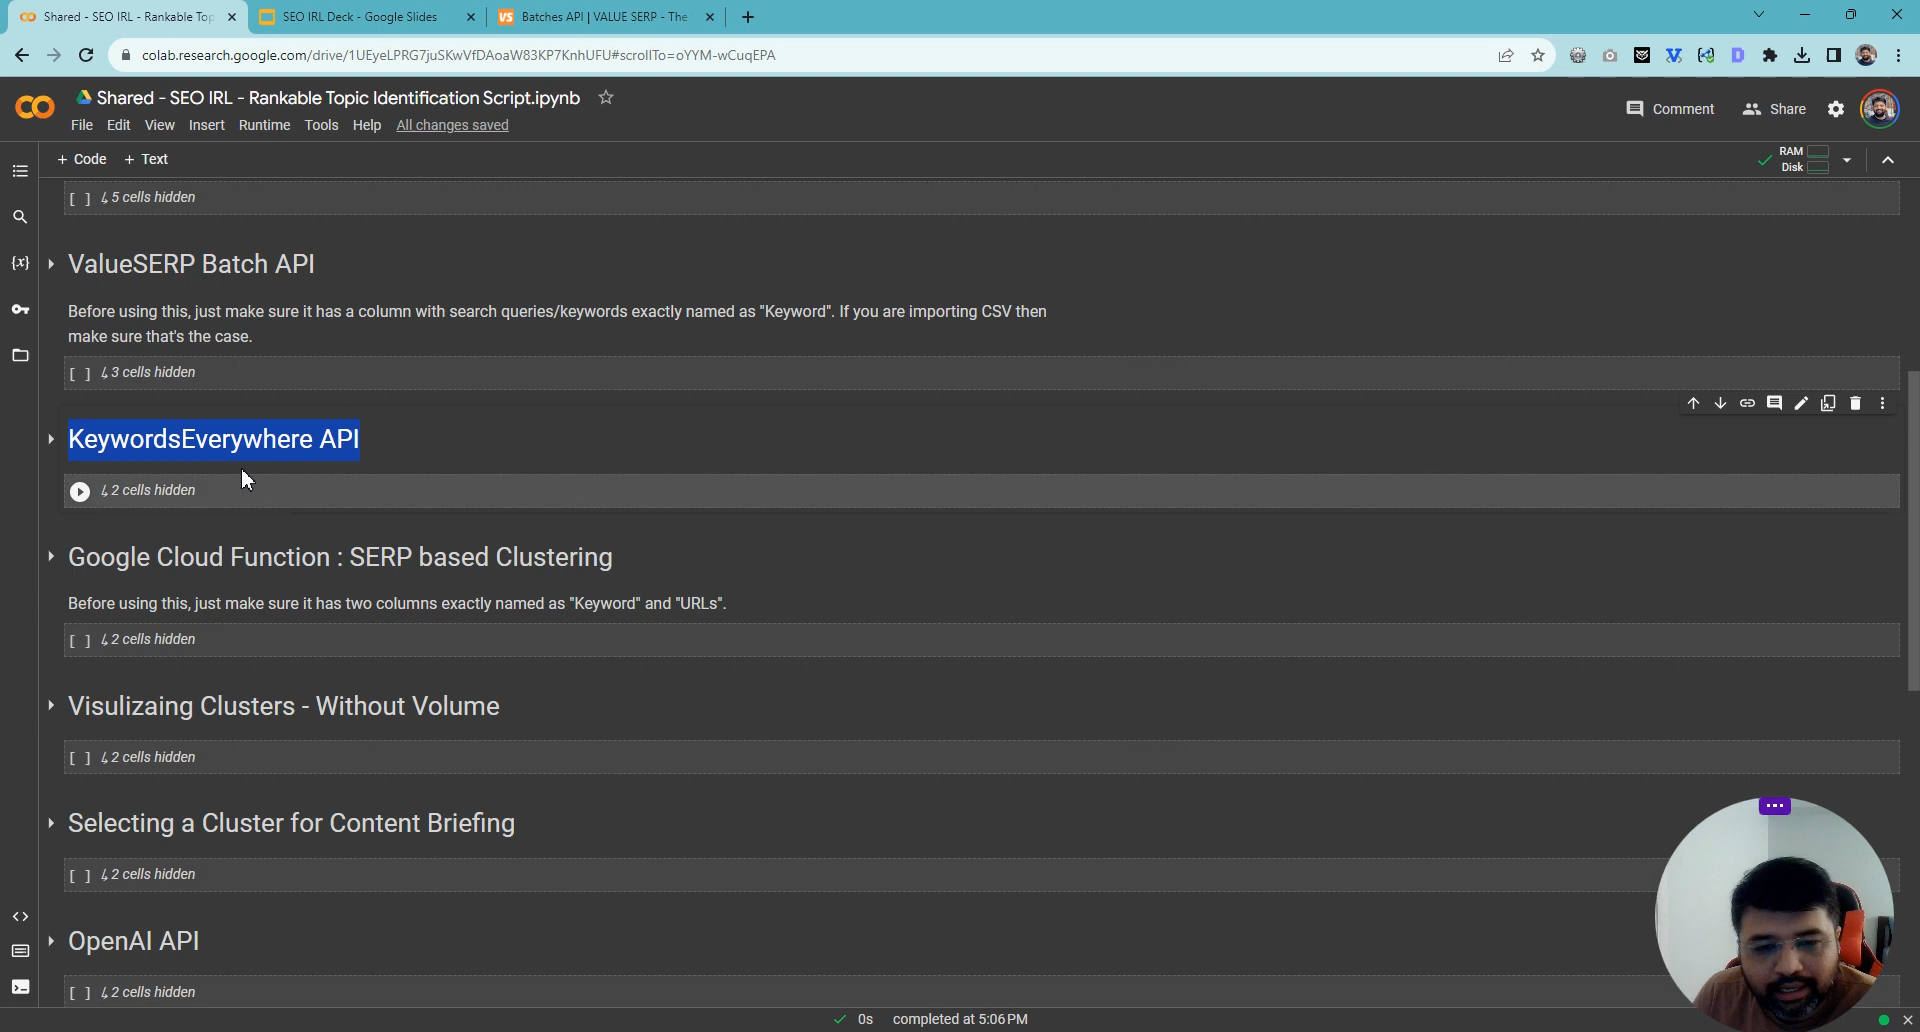 Shared - SEO IRL - Rankable Top
SEO IRL Deck - Google Slides
VS Batches API | VALUE SERP - The
colab.research.google.com/drive/1UEyeLPRG7juSKwVfDAoaW83KP7KnhUFU#scrollTo=oYYM-wCuqEPA
Shared - SEO IRL - Rankable Topic Identification Script.ipynb
Comment
Share
File Edit View Insert Runtime Tools Help All changes saved
+ Code + Text
RAM
Disk
[ ] ↳ 5 cells hidden
ValueSERP Batch API
Before using this, just make sure it has a column with search queries/keywords exactly named as "Keyword". If you are importing CSV then
make sure that's the case.
[ ] ↳ 3 cells hidden
KeywordsEverywhere API
↳ 2 cells hidden
Google Cloud Function : SERP based Clustering
Before using this, just make sure it has two columns exactly named as "Keyword" and "URLs".
[ ] ↳ 2 cells hidden
Visulizaing Clusters - Without Volume
[ ] ↳ 2 cells hidden
Selecting a Cluster for Content Briefing
[ ] ↳ 2 cells hidden
OpenAI API
[ ] ↳ 2 cells hidden
0s completed at 5:06 PM